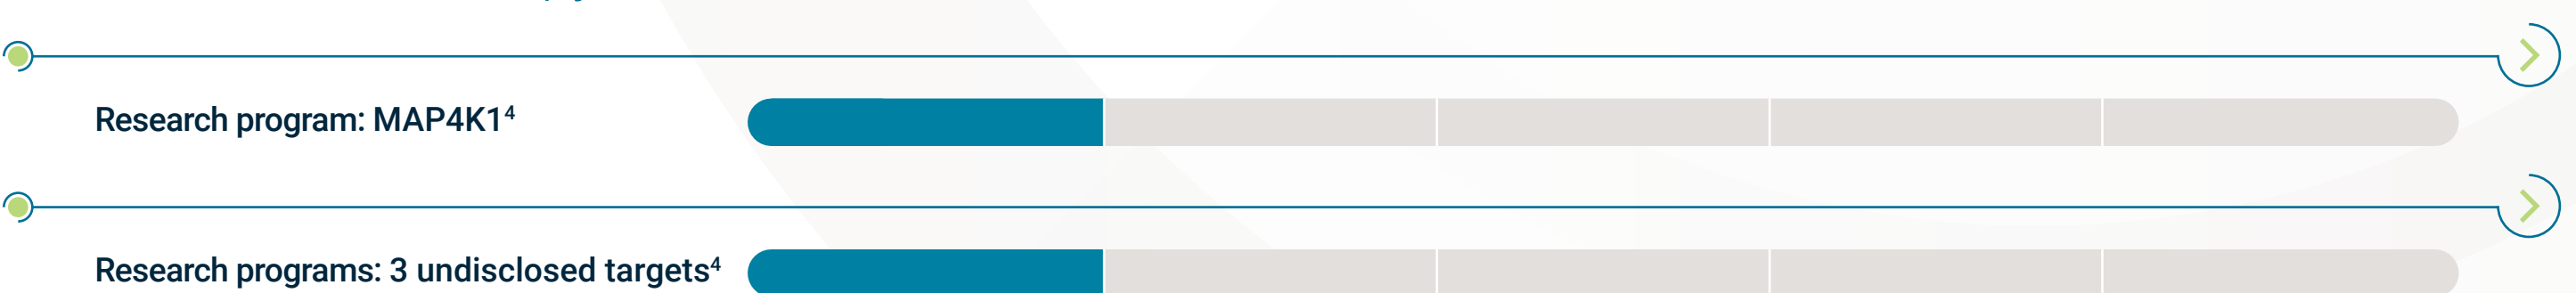 Research program: MAP4K1⁴
Research programs: 3 undisclosed targets⁴